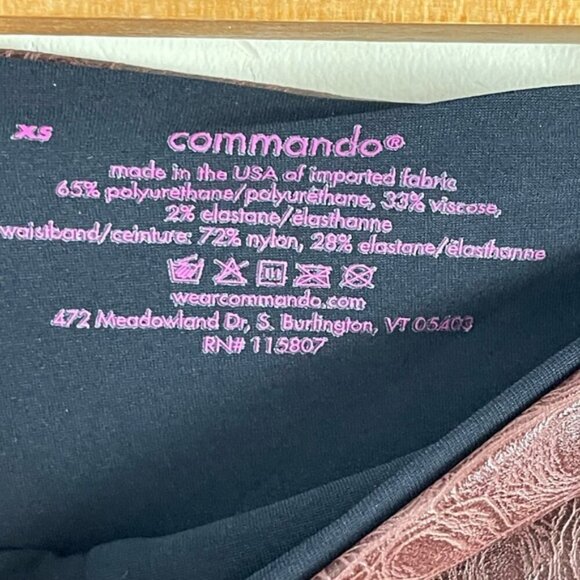 XS
commando®
made in the USA of imported fabric
65% polyurethane/polyuréthane, 33% viscose,
2% elastane/élasthanne
waistband/ceinture: 72% nylon, 28% elastane/élasthanne
wearcommando.com
472 Meadowland Dr, S. Burlington, VT 05403
RN# 115807